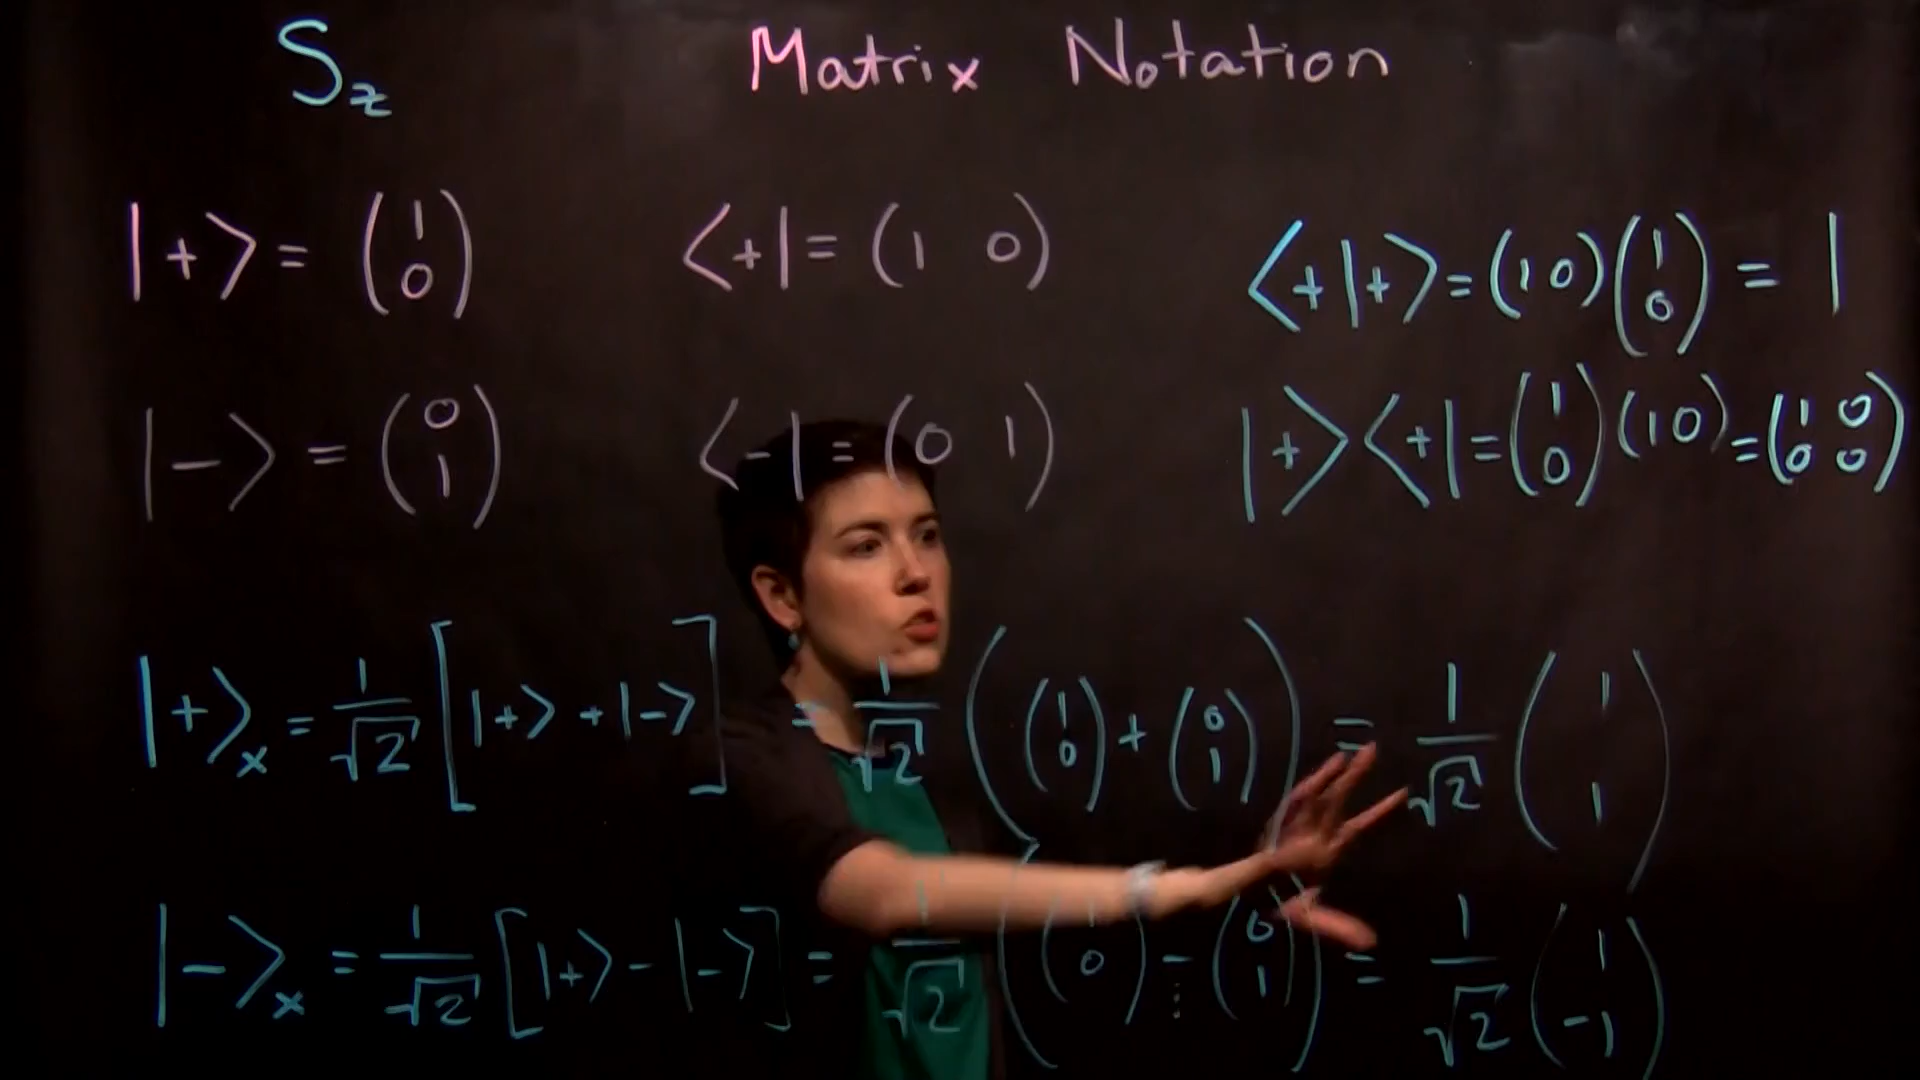 S_z Matrix Notation
|+> = (1 0) <+| = (1 0) <+|+> = (1 0)(1 0) = 1
|-> = (0 1) <-| = (0 1) |+><+| = (1 0)(1 0) = (1 0 0 0)
|+>_x = 1/√2 [|+> + |->] = 1/√2 ((1 0) + (0 1)) = 1/√2 (1 1)
|->_x = 1/√2 [|+> - |->] = 1/√2 ((1 0) - (0 1)) = 1/√2 (1 -1)